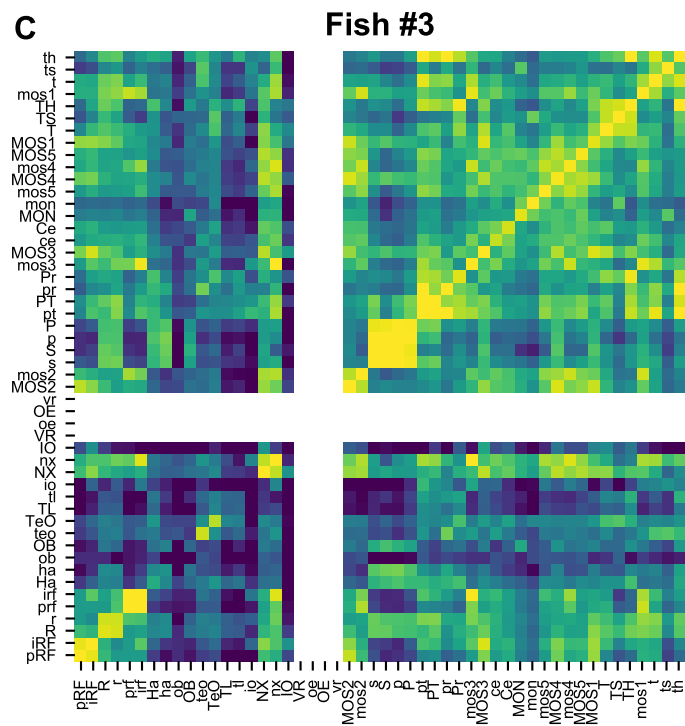 C
Fish #3
th
ts
t
mos1
TH
TS
T
MOS1
MOS5
mos4
MOS4
mos5
mon
MON
Ce
ce
MOS3
mos3
Pr
pr
PT
pt
P
p
S
s
mos2
MOS2
vr
OE
oe
VR
IO
nx
NX
io
tl
TL
TeO
teo
OB
ob
ha
Ha
irf
prf
r
R
iRF
pRF
pRF
iRF
R
r
prf
irf
Ha
ha
ob
OB
teo
TeO
TL
tl
io
NX
nx
IO
VR
oe
OE
vr
MOS2
mos2
s
S
p
P
pt
PT
pr
Pr
mos3
MOS3
ce
Ce
MON
mon
mos5
MOS4
mos4
MOS5
MOS1
T
TS
TH
mos1
t
ts
th